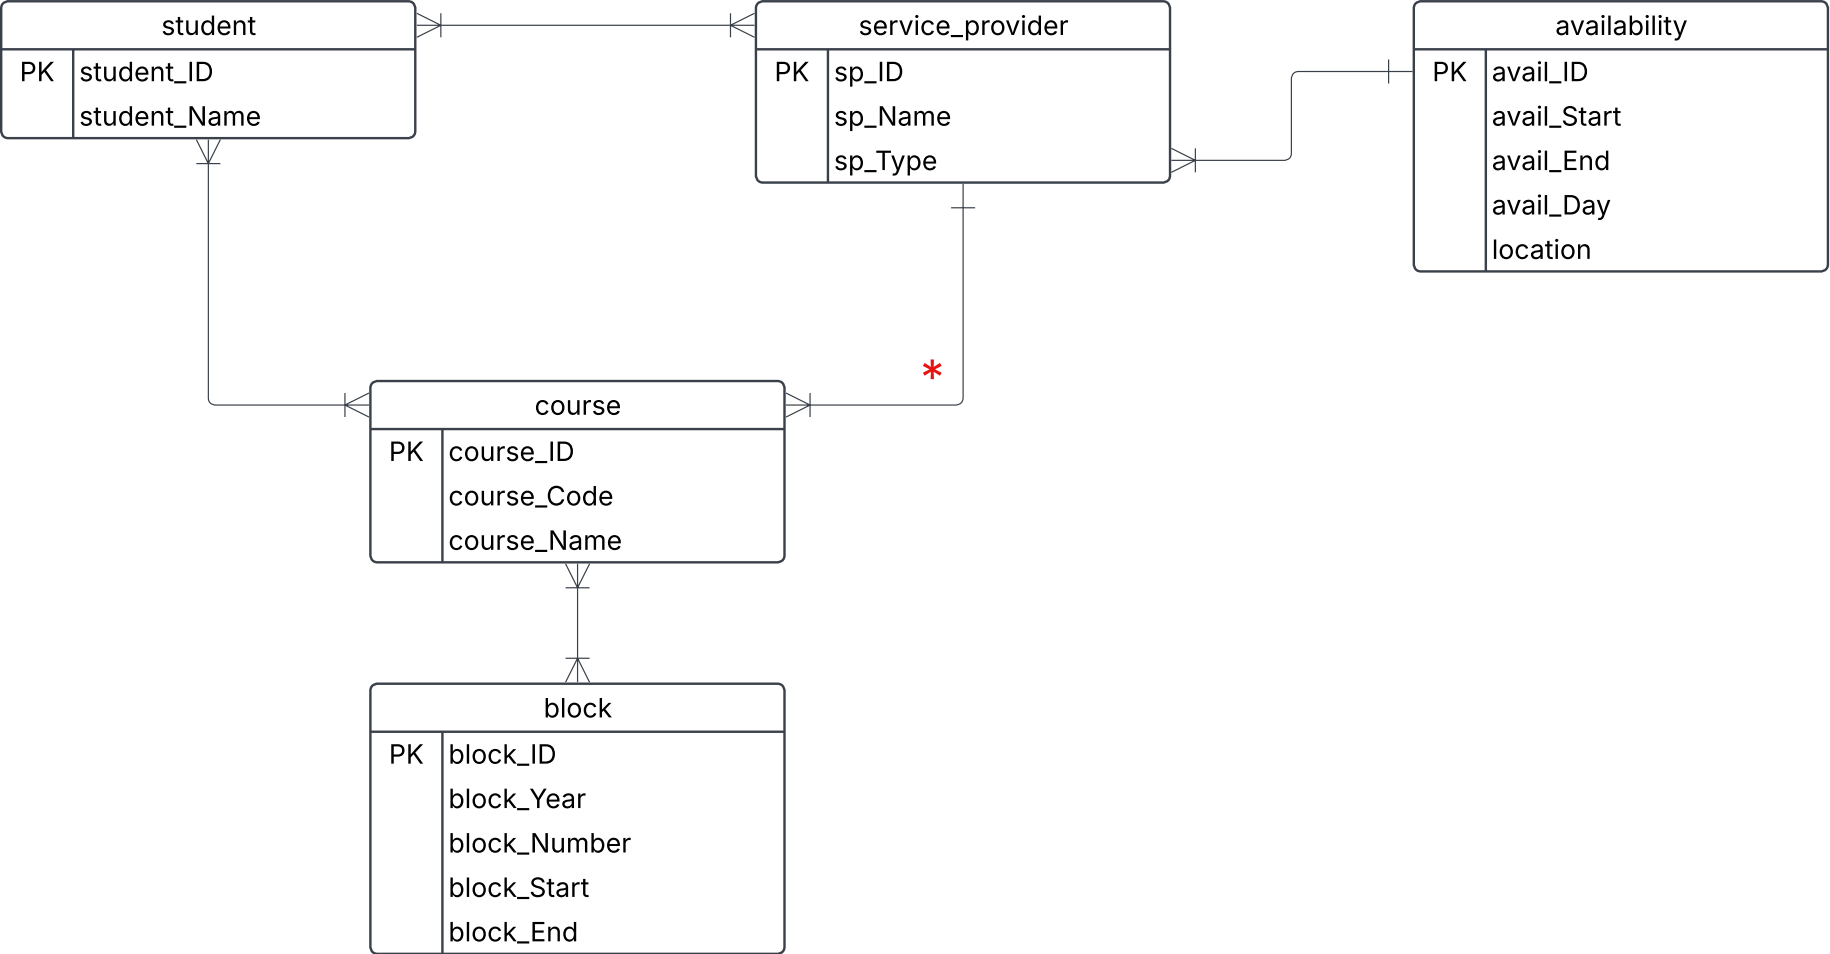 student
PK student_ID
student_Name
service_provider
PK sp_ID
sp_Name
sp_Type
availability
PK avail_ID
avail_Start
avail_End
avail_Day
location
*
course
PK course_ID
course_Code
course_Name
block
PK block_ID
block_Year
block_Number
block_Start
block_End